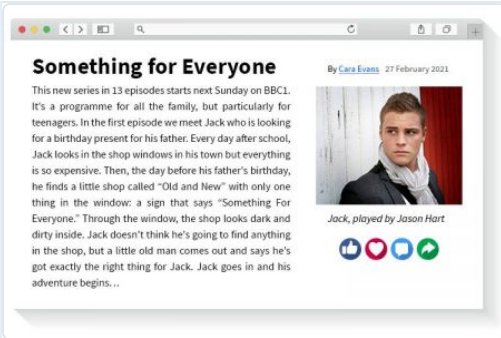 Something for Everyone
By Cara Evans 27 February 2021
This new series in 13 episodes starts next Sunday on BBC1.
It's a programme for all the family, but particularly for
teenagers. In the first episode we meet Jack who is looking
for a birthday present for his father. Every day after school,
Jack looks in the shop windows in his town but everything
is so expensive. Then, the day before his father's birthday,
he finds a little shop called "Old and New" with only one
thing in the window: a sign that says "Something For
Everyone." Through the window, the shop looks dark and
dirty inside. Jack doesn't think he's going to find anything
in the shop, but a little old man comes out and says he's
got exactly the right thing for Jack. Jack goes in and his
adventure begins…
Jack, played by Jason Hart